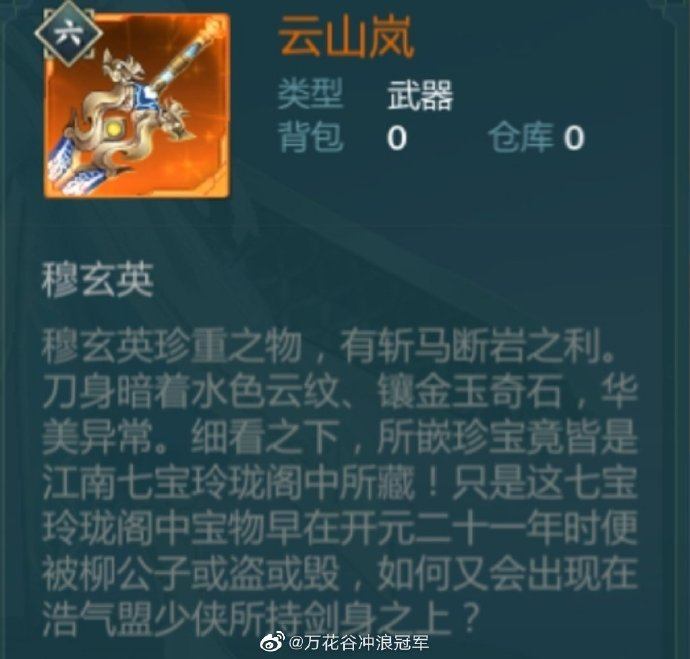 六
云山岚
类型 武器
背包 0 仓库 0
穆玄英
穆玄英珍重之物，有斩马断岩之利。
刀身暗着水色云纹、镶金玉奇石，华
美异常。细看之下，所嵌珍宝竟皆是
江南七宝玲珑阁中所藏！只是这七宝
玲珑阁中宝物早在开元二十一年时便
被柳公子或盗或毁，如何又会出现在
浩气盟少侠所持剑身之上？
@万花谷冲浪冠军